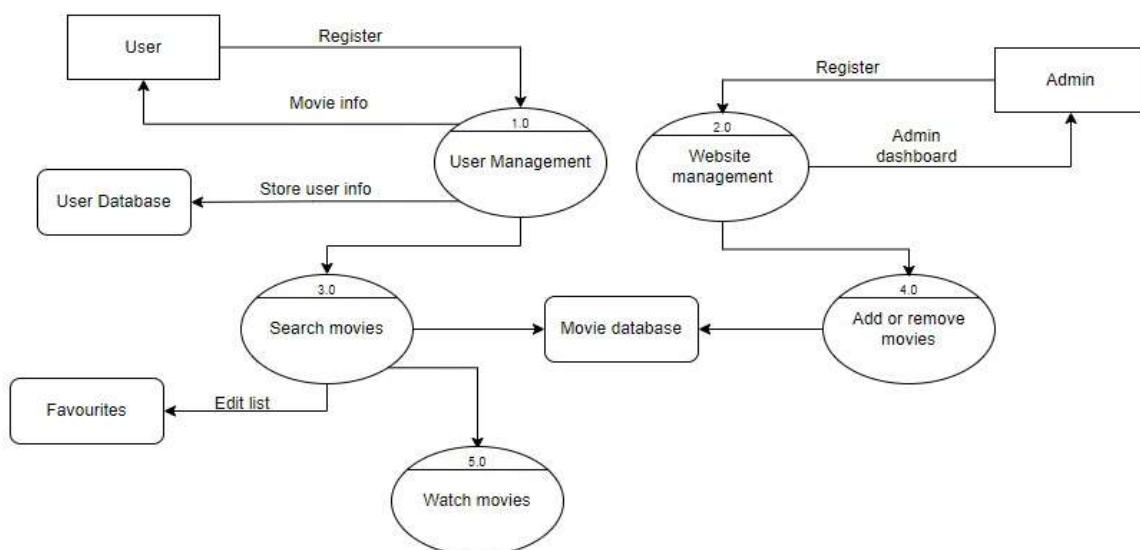 User
Register
Movie info
Register
Admin
1.0
User Management
2.0
Website
management
Admin
dashboard
User Database
Store user info
3.0
Search movies
Movie database
4.0
Add or remove
movies
Favourites
Edit list
5.0
Watch movies